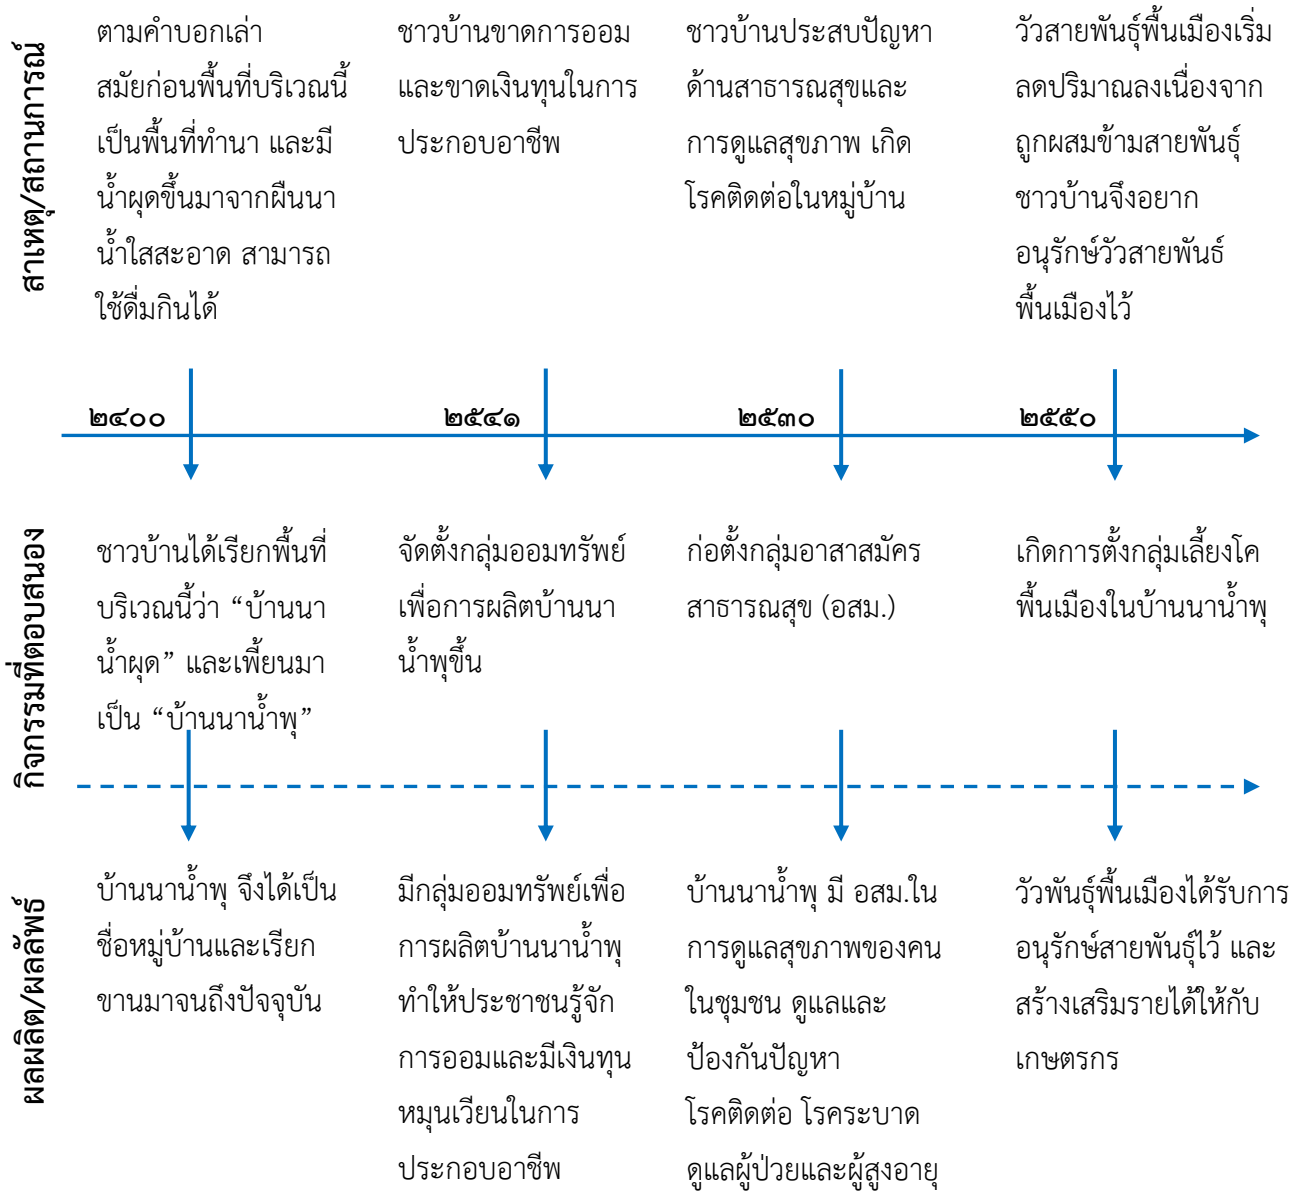 สาเหตุ/สถานการณ์
ตามคำบอกเล่า
สมัยก่อนพื้นที่บริเวณนี้
เป็นพื้นที่ทำนา และมี
น้ำผุดขึ้นมาจากผืนนา
น้ำใสสะอาด สามารถ
ใช้ดื่มกินได้
ชาวบ้านขาดการออม
และขาดเงินทุนในการ
ประกอบอาชีพ
ชาวบ้านประสบปัญหา
ด้านสาธารณสุขและ
การดูแลสุขภาพ เกิด
โรคติดต่อในหมู่บ้าน
วัวสายพันธุ์พื้นเมืองเริ่ม
ลดปริมาณลงเนื่องจาก
ถูกผสมข้ามสายพันธุ์
ชาวบ้านจึงอยาก
อนุรักษ์วัวสายพันธ์
พื้นเมืองไว้
๒๔๐๐
๒๕๔๑
๒๕๓๐
๒๕๕๐
กิจกรรมที่ตอบสนอง
ชาวบ้านได้เรียกพื้นที่
บริเวณนี้ว่า “บ้านนา
น้ำผุด” และเพี้ยนมา
เป็น “บ้านนาน้ำพุ”
จัดตั้งกลุ่มออมทรัพย์
เพื่อการผลิตบ้านนา
น้ำพุขึ้น
ก่อตั้งกลุ่มอาสาสมัคร
สาธารณสุข (อสม.)
เกิดการตั้งกลุ่มเลี้ยงโค
พื้นเมืองในบ้านนาน้ำพุ
ผลผลิต/ผลลัพธ์
บ้านนาน้ำพุ จึงได้เป็น
ชื่อหมู่บ้านและเรียก
ขานมาจนถึงปัจจุบัน
มีกลุ่มออมทรัพย์เพื่อ
การผลิตบ้านนาน้ำพุ
ทำให้ประชาชนรู้จัก
การออมและมีเงินทุน
หมุนเวียนในการ
ประกอบอาชีพ
บ้านนาน้ำพุ มี อสม.ใน
การดูแลสุขภาพของคน
ในชุมชน ดูแลและ
ป้องกันปัญหา
โรคติดต่อ โรคระบาด
ดูแลผู้ป่วยและผู้สูงอายุ
วัวพันธุ์พื้นเมืองได้รับการ
อนุรักษ์สายพันธุ์ไว้ และ
สร้างเสริมรายได้ให้กับ
เกษตรกร